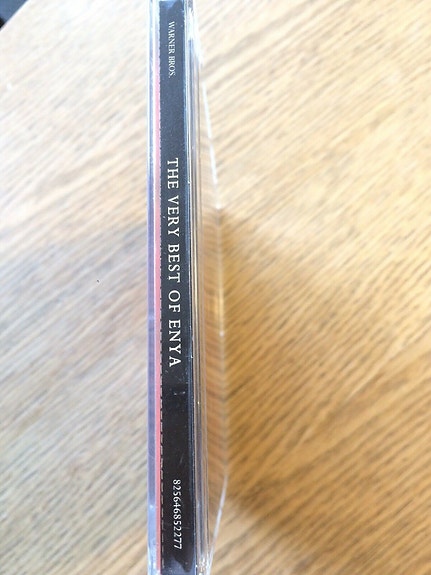 WARNER BROS.
THE VERY BEST OF ENYA
825646852277